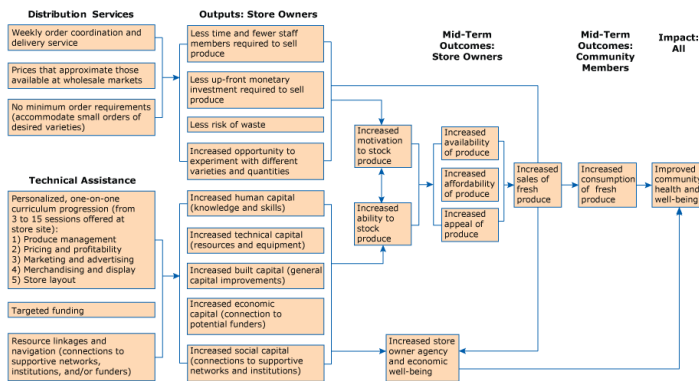 Distribution Services
Weekly order coordination and
delivery service
Prices that approximate those
available at wholesale markets
No minimum order requirements
(accommodate small orders of
desired varieties)
Technical Assistance
Personalized, one-on-one
curriculum progression (from
3 to 15 sessions offered at
store site):
1) Produce management
2) Pricing and profitability
3) Marketing and advertising
4) Merchandising and display
5) Store layout
Targeted funding
Resource linkages and
navigation (connections to
supportive networks,
institutions, and/or funders)
Outputs: Store Owners
Less time and fewer staff
members required to sell
produce
Less up-front monetary
investment required to sell
produce
Less risk of waste
Increased opportunity to
experiment with different
varieties and quantities
Increased human capital
(knowledge and skills)
Increased technical capital
(resources and equipment)
Increased built capital (general
capital improvements)
Increased economic
capital (connection to
potential funders)
Increased social capital
(connections to supportive
networks and institutions)
Increased
motivation
to stock
produce
Increased
ability to
stock
produce
Mid-Term
Outcomes:
Store Owners
Increased
availability
of produce
Increased
affordability
of produce
Increased
appeal of
produce
Increased
sales of
fresh
produce
Increased store
owner agency
and economic
well-being
Mid-Term
Outcomes:
Community
Members
Increased
consumption
of fresh
produce
Impact:
All
Improved
community
health and
well-being